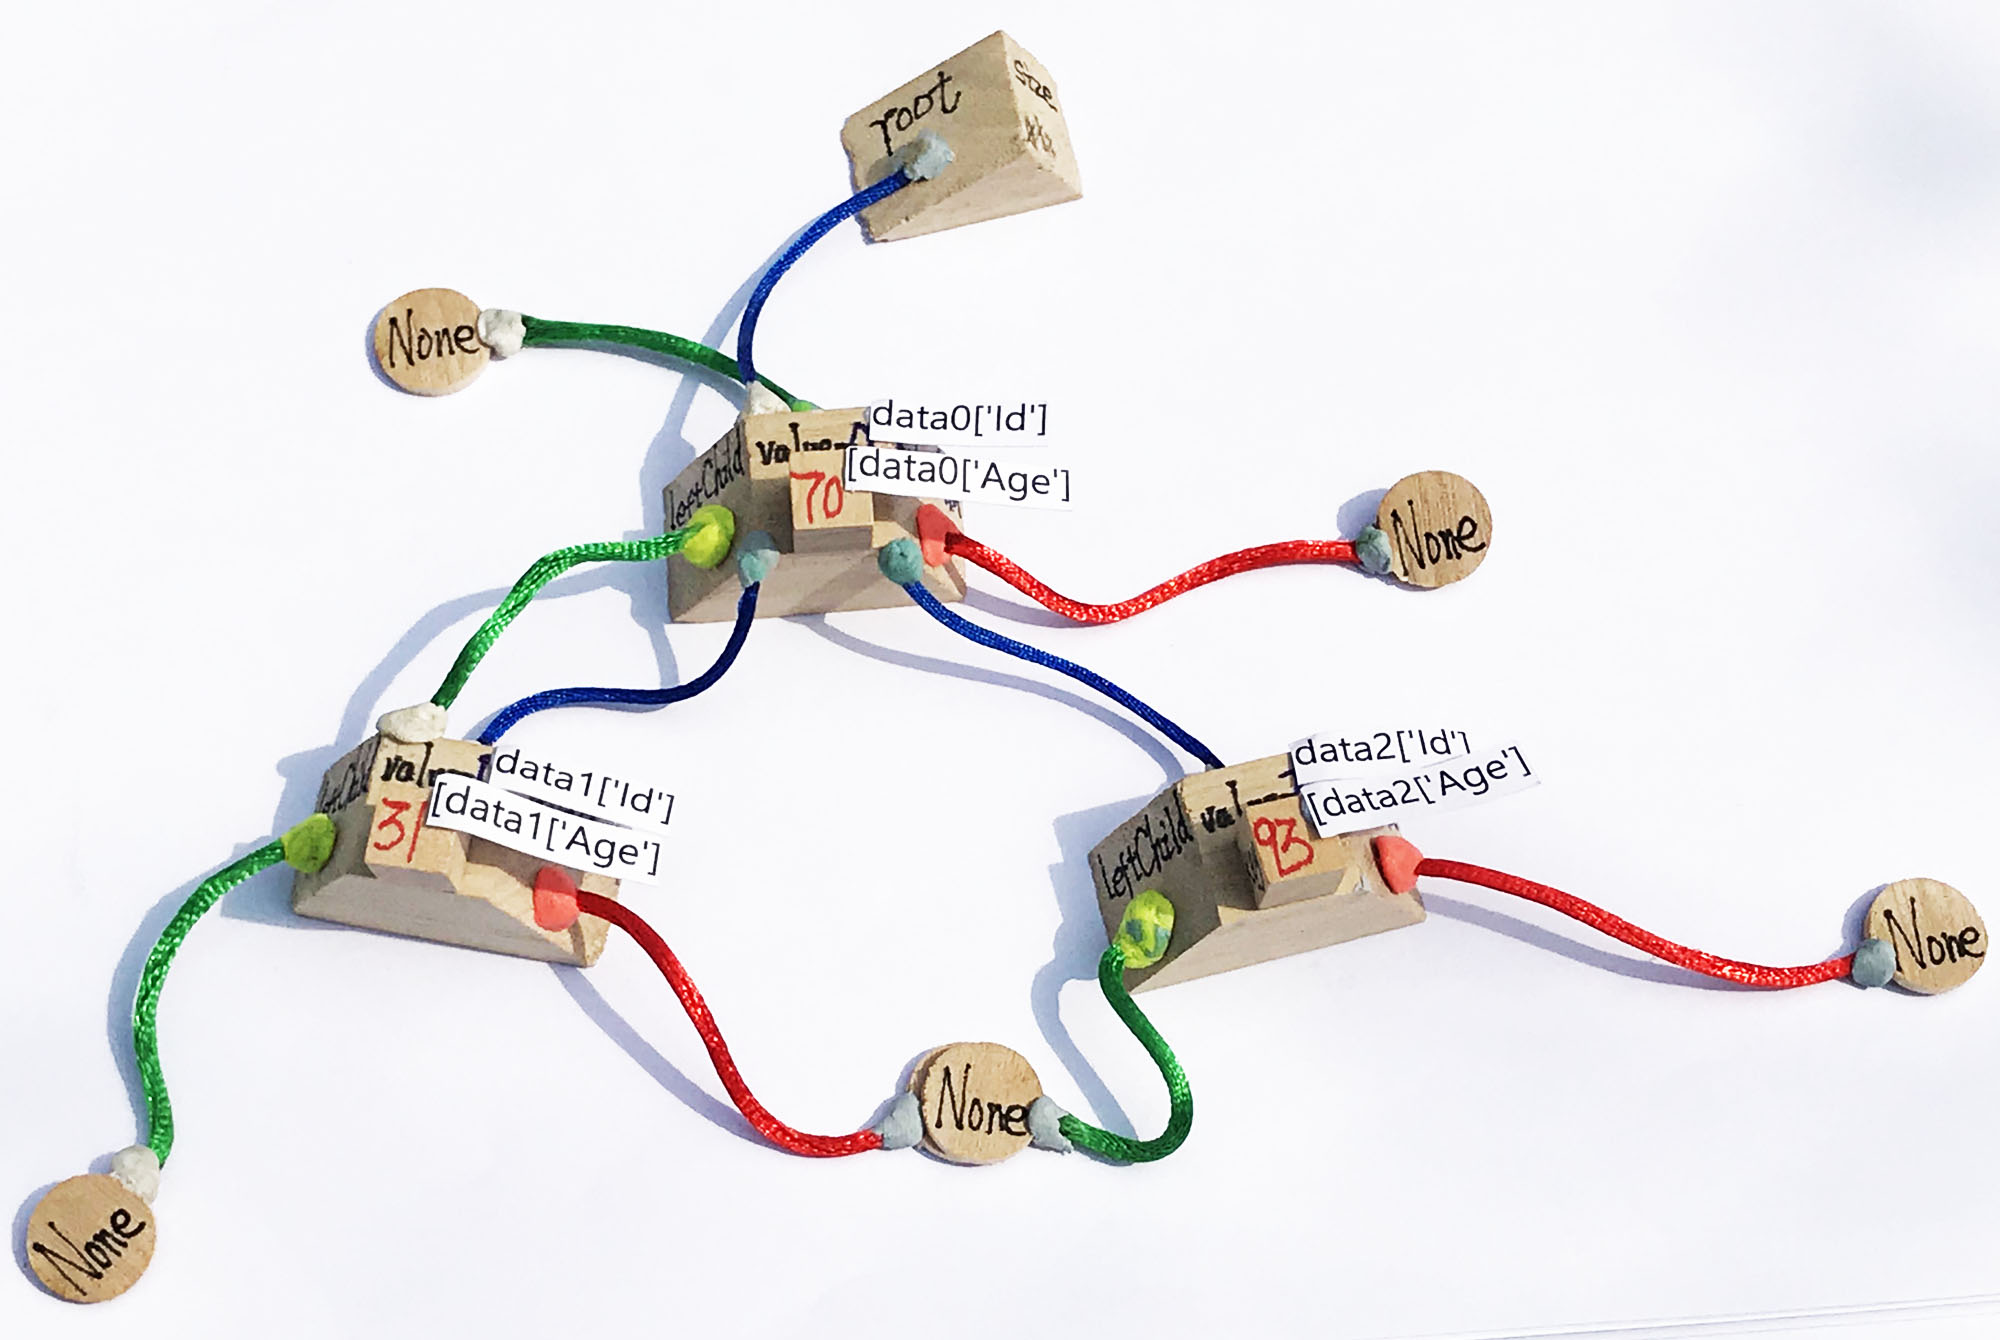 root
size
None
data0['Id']
value
leftChild
[data0['Age']
70
None
data1['Id']
[data1['Age']
31
data2['Id']
[data2['Age']
leftChild
93
None
None
None